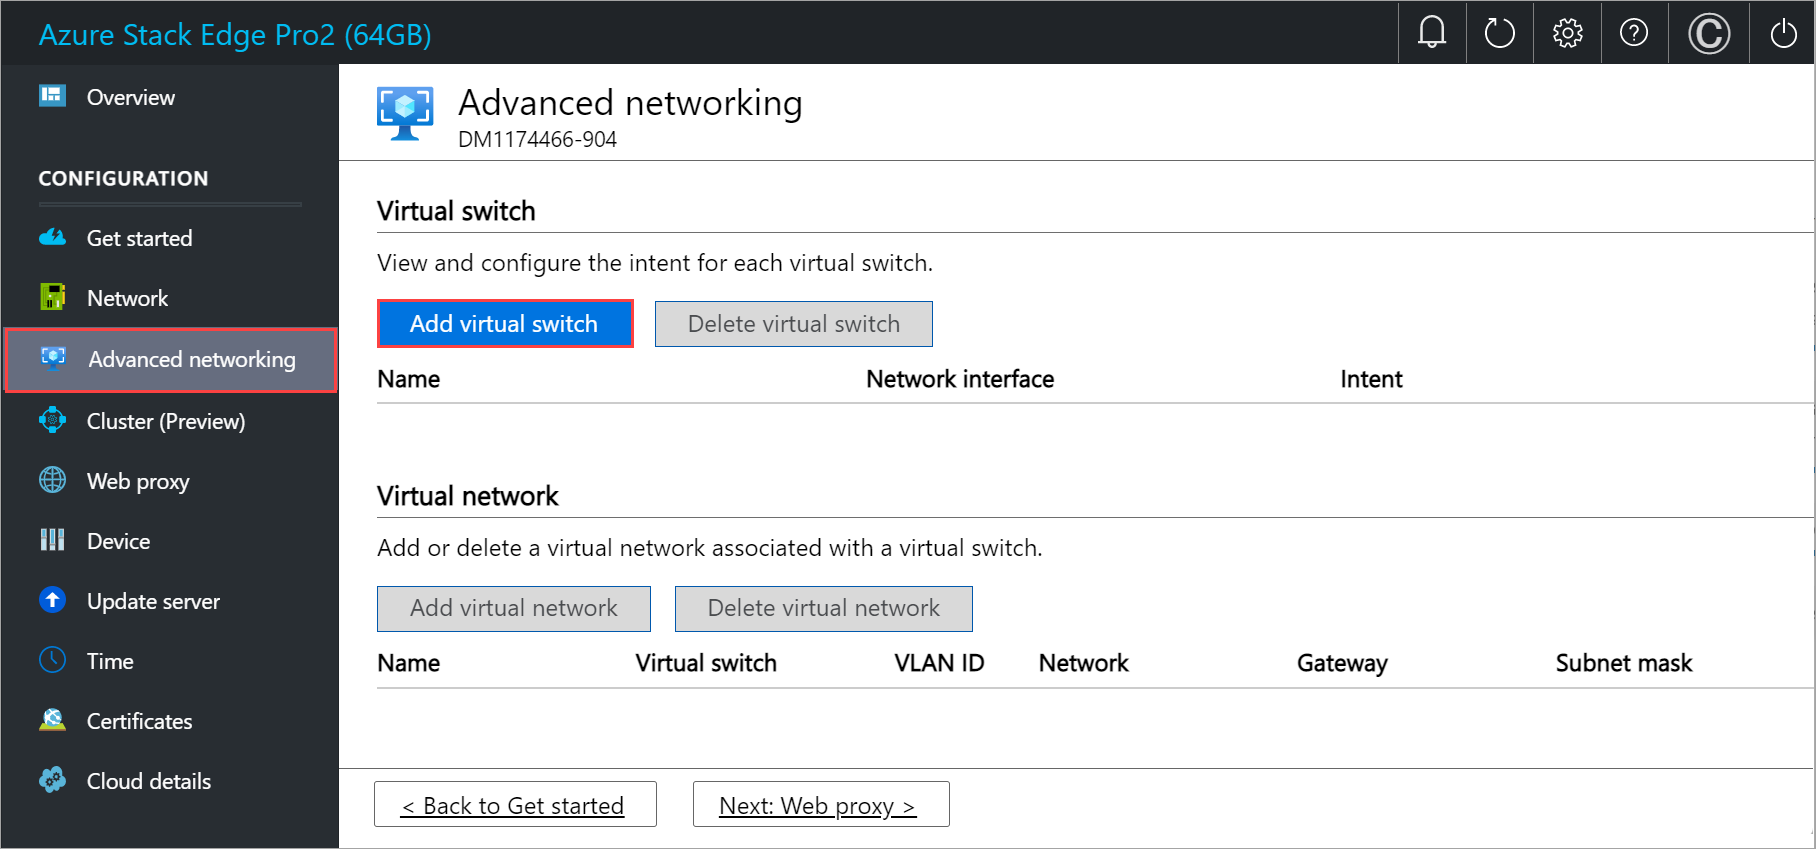 Azure Stack Edge Pro2 (64GB)
Overview
CONFIGURATION
Get started
Network
Advanced networking
Cluster (Preview)
Web proxy
Device
Update server
Time
Certificates
Cloud details
Advanced networking
DM1174466-904
Virtual switch
View and configure the intent for each virtual switch.
Add virtual switch Delete virtual switch
Name Network interface Intent
Virtual network
Add or delete a virtual network associated with a virtual switch.
Add virtual network Delete virtual network
Name Virtual switch VLAN ID Network Gateway Subnet mask
< Back to Get started Next: Web proxy >